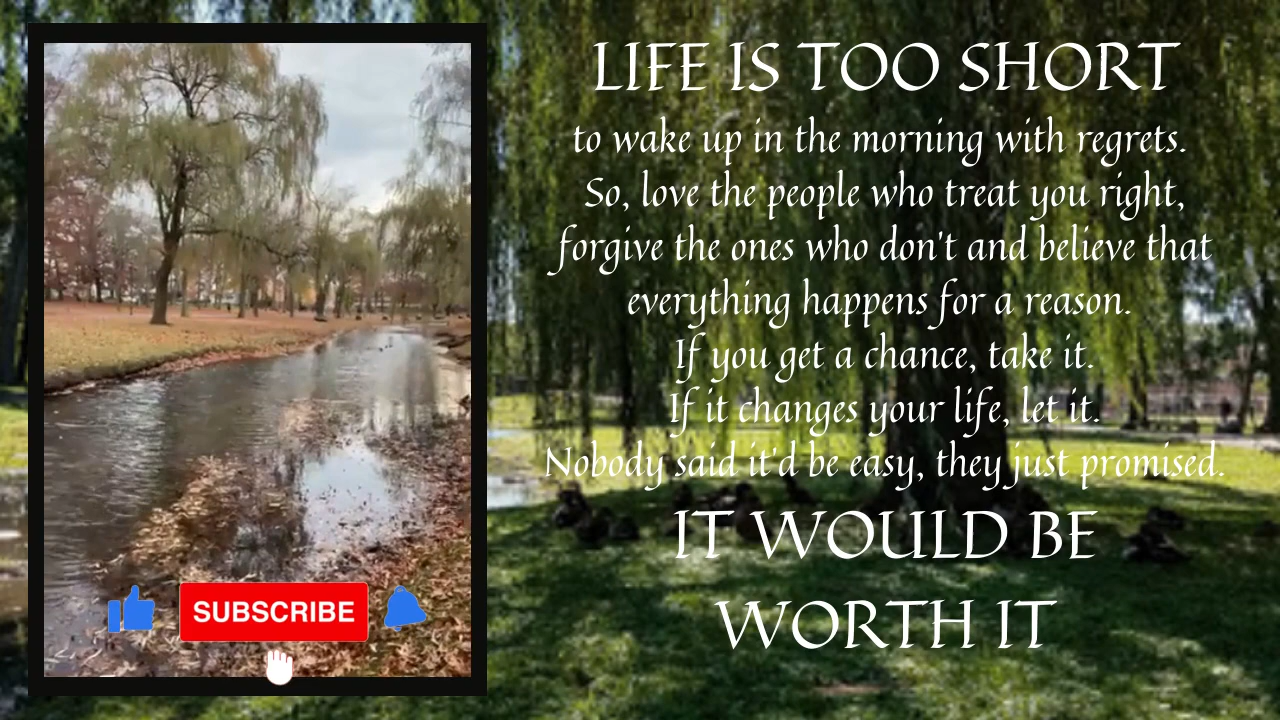 LIFE IS TOO SHORT
to wake up in the morning with regrets.
So, love the people who treat you right,
forgive the ones who don't and believe that
everything happens for a reason.
If you get a chance, take it.
If it changes your life, let it.
Nobody said it'd be easy, they just promised.
IT WOULD BE
WORTH IT
SUBSCRIBE